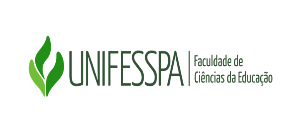 UNIFESSPA
Faculdade de
Ciências da Educação